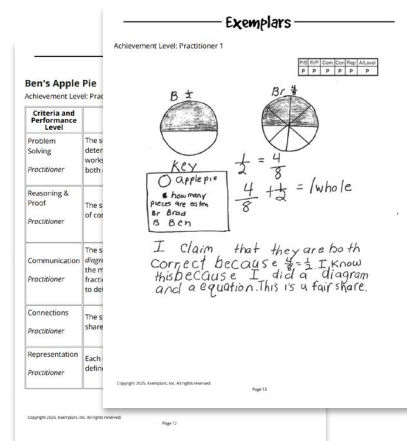 Exemplars
Achievement Level: Practitioner 1
P/S R/P Com Con Rep A/Level
P P P P P P
B ½
Br 4/8
Key
apple pie
how many
pieces are eaten
Br Brad
B Ben
1/2 = 4/8
4/8 + 1/2 = 1 whole
I claim that they are both
correct because 4/8 = 1/2. I Know
this because I did a diagram
and a equation. This is a fair share.
Copyright 2025, Exemplars, Inc. All rights reserved.
Page 13
Ben's Apple Pie
Achievement Level: Prac
Criteria and
Performance
Level
Problem
Solving
Practitioner
The s
deter
works
both
Reasoning &
Proof
Practitioner
The s
of cor
Communication
Practitioner
The s
diagr
the m
fracti
to det
Connections
Practitioner
The s
share
Representation
Practitioner
Each
defin
Copyright 2025, Exemplars, Inc. All rights reserved.
Page 12